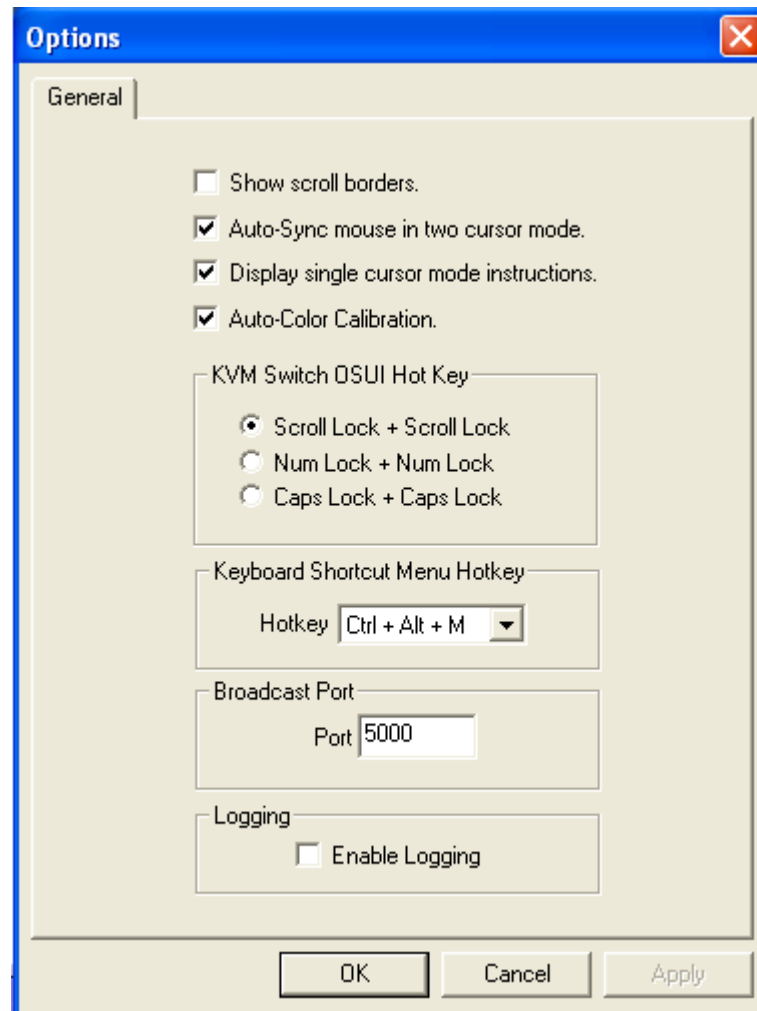 Options
General
Show scroll borders.
Auto-Sync mouse in two cursor mode.
Display single cursor mode instructions.
Auto-Color Calibration.
KVM Switch OSUI Hot Key
Scroll Lock + Scroll Lock
Num Lock + Num Lock
Caps Lock + Caps Lock
Keyboard Shortcut Menu Hotkey
Hotkey Ctrl + Alt + M
Broadcast Port
Port 5000
Logging
Enable Logging
OK Cancel Apply